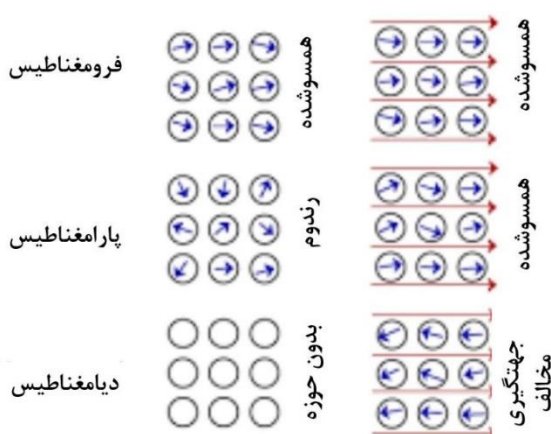 فرومغناطیس
همسوشده
همسوشده
پارامغناطیس
رندوم
همسوشده
دیامغناطیس
بدون حوزه
جهتگیری
مخالف